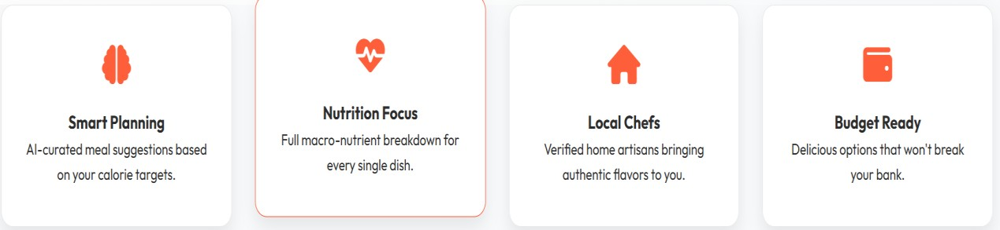 Smart Planning
AI-curated meal suggestions based
on your calorie targets.
Nutrition Focus
Full macro-nutrient breakdown for
every single dish.
Local Chefs
Verified home artisans bringing
authentic flavors to you.
Budget Ready
Delicious options that won't break
your bank.